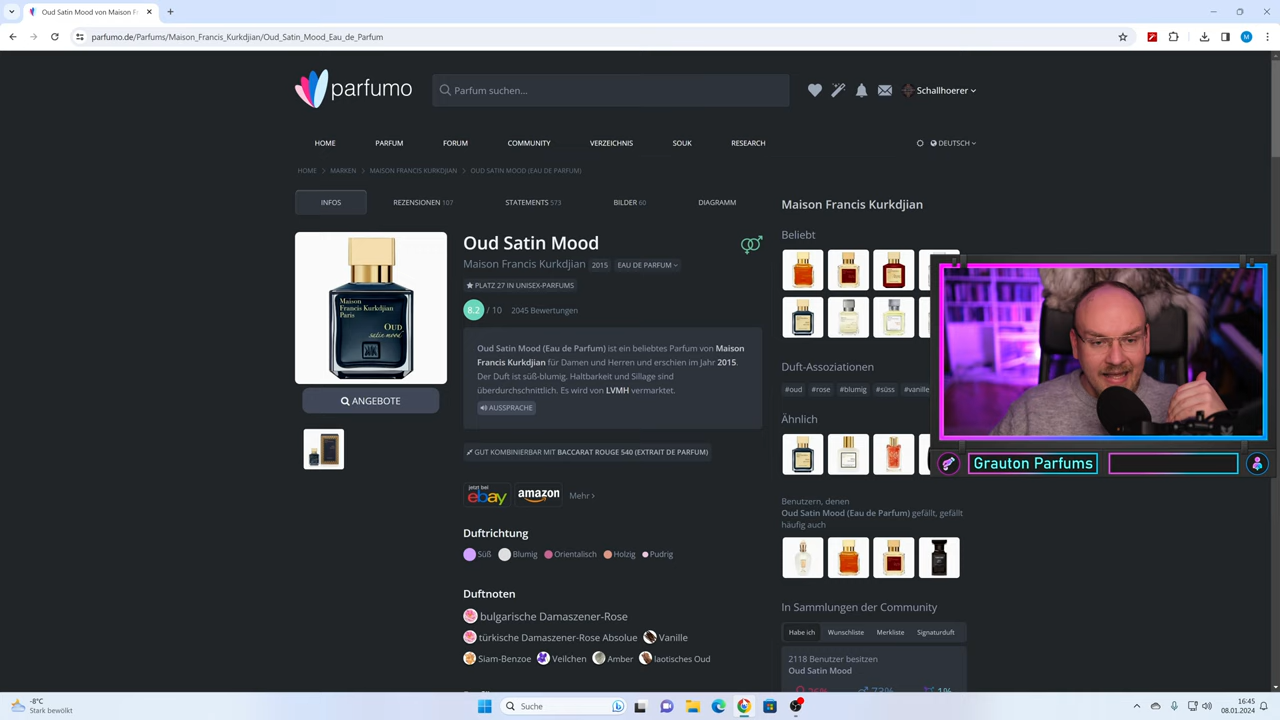 Oud Satin Mood von Maison Fr
parfumo.de/Parfums/Maison_Francis_Kurkdjian/Oud_Satin_Mood_Eau_de_Parfum
M
parfumo
Parfum suchen...
Schallhoerer
HOME PARFUM FORUM COMMUNITY VERZEICHNIS SOUK RESEARCH DEUTSCH
HOME > MARKEN > MAISON FRANCIS KURKDJIAN > OUD SATIN MOOD (EAU DE PARFUM)
INFOS REZENSIONEN 107 STATEMENTS 573 BILDER 60 DIAGRAMM
Oud Satin Mood
Maison Francis Kurkdjian 2015 EAU DE PARFUM
PLATZ 27 IN UNISEX-PARFUMS
8.2 / 10 2045 Bewertungen
Maison
Francis Kurkdjian
Paris
OUD
satin mood
Oud Satin Mood (Eau de Parfum) ist ein beliebtes Parfum von Maison
Francis Kurkdjian für Damen und Herren und erschien im Jahr 2015.
Der Duft ist süß-blumig. Haltbarkeit und Sillage sind
überdurchschnittlich. Es wird von LVMH vermarktet.
AUSSPRACHE
ANGEBOTE
GUT KOMBINIERBAR MIT BACCARAT ROUGE 540 (EXTRAIT DE PARFUM)
jetzt bei
ebay
amazon
Mehr >
Duftrichtung
Süß Blumig Orientalisch Holzig Pudrig
Duftnoten
bulgarische Damaszener-Rose
türkische Damaszener-Rose Absolue Vanille
Siam-Benzoe Veilchen Amber laotisches Oud
Maison Francis Kurkdjian
Beliebt
Duft-Assoziationen
#oud #rose #blumig #süss #vanille
Ähnlich
Benutzern, denen
Oud Satin Mood (Eau de Parfum) gefällt, gefällt
häufig auch
In Sammlungen der Community
Habe ich Wunschliste Merkliste Signaturduft
2118 Benutzer besitzen
Oud Satin Mood
Grauton Parfums
-8°C
Stark bewölkt
Suche
16:45
08.01.2024